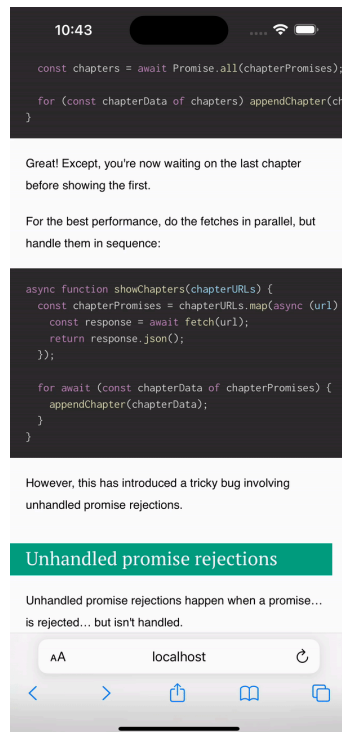 10:43
const chapters = await Promise.all(chapterPromises);
for (const chapterData of chapters) appendChapter(ch
}
Great! Except, you're now waiting on the last chapter
before showing the first.
For the best performance, do the fetches in parallel, but
handle them in sequence:
async function showChapters(chapterURLs) {
const chapterPromises = chapterURLs.map(async (url)
const response = await fetch(url);
return response.json();
});
for await (const chapterData of chapterPromises) {
appendChapter(chapterData);
}
}
However, this has introduced a tricky bug involving
unhandled promise rejections.
Unhandled promise rejections
Unhandled promise rejections happen when a promise…
is rejected… but isn't handled.
AA localhost